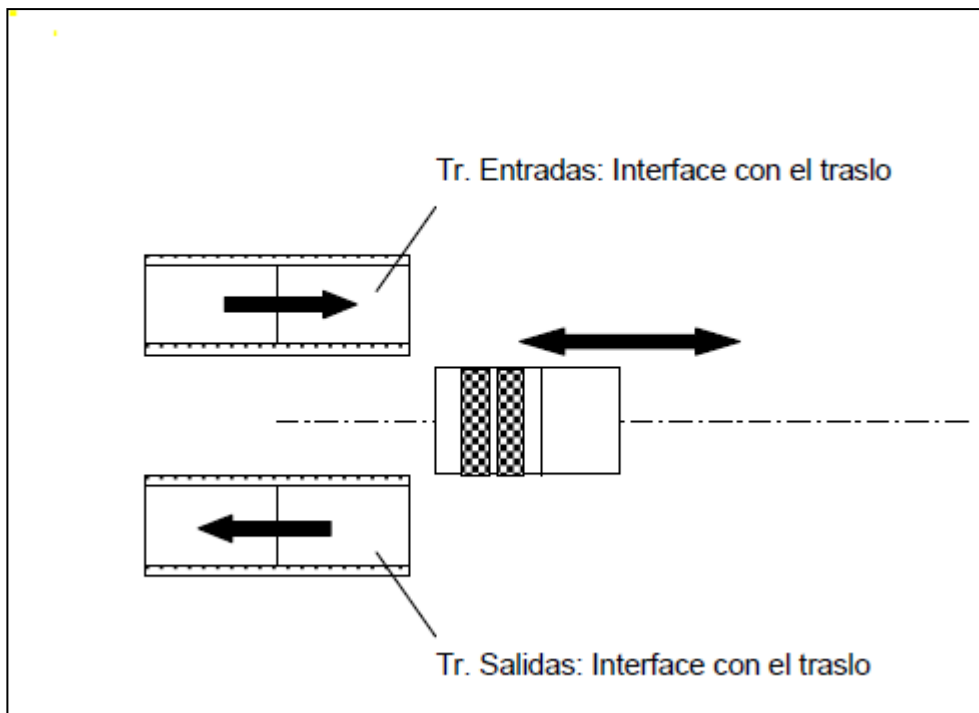 Tr. Entradas: Interface con el traslo
Tr. Salidas: Interface con el traslo